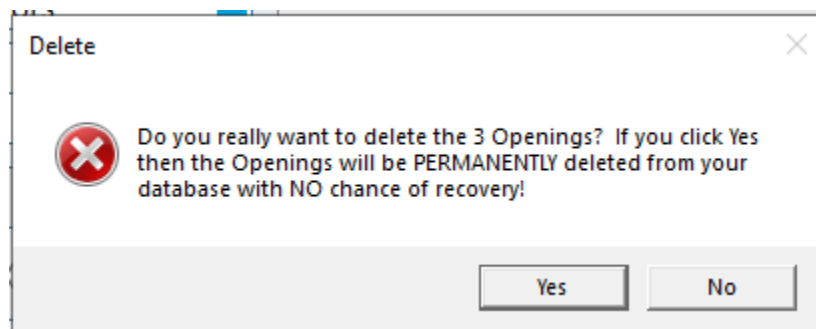 Delete
Do you really want to delete the 3 Openings?  If you click Yes
then the Openings will be PERMANENTLY deleted from your
database with NO chance of recovery!
Yes
No